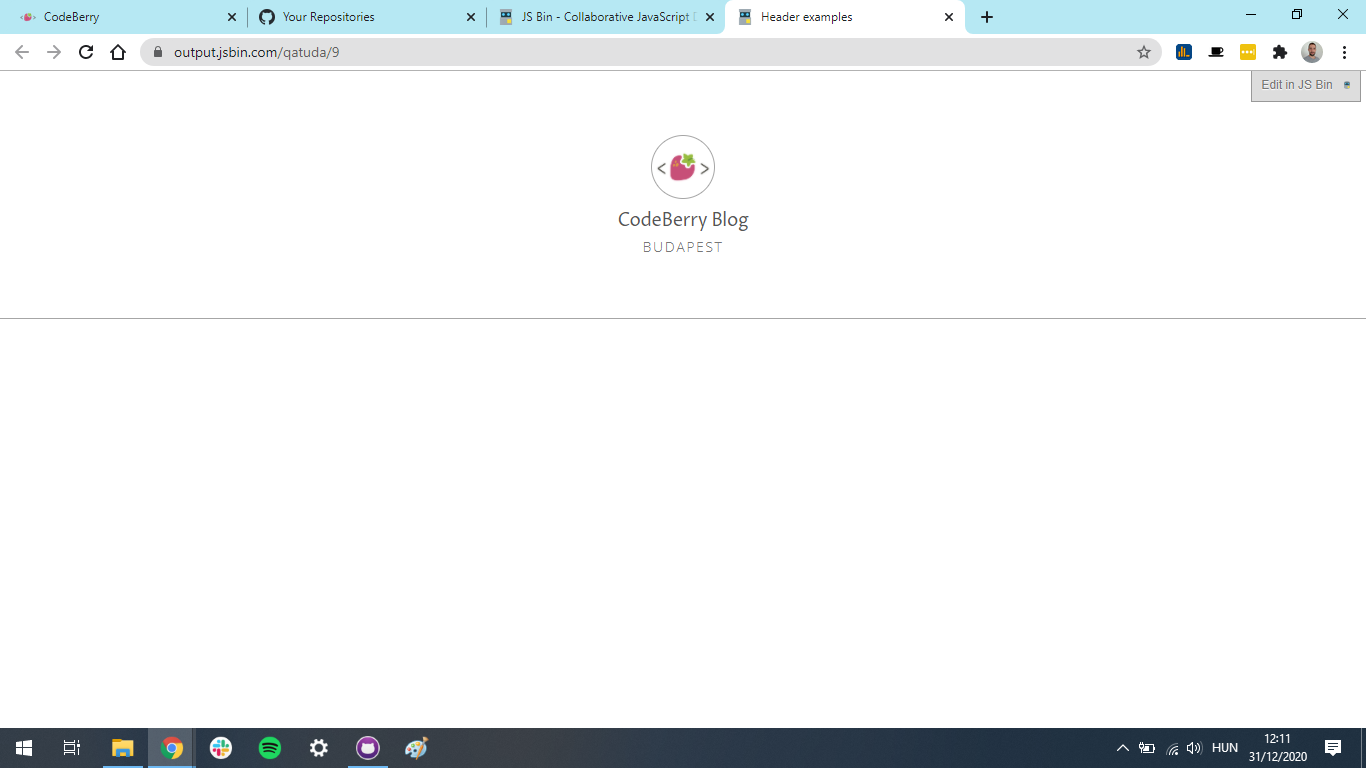 CodeBerry
Your Repositories
JS Bin - Collaborative JavaScript
Header examples
output.jsbin.com/qatuda/9
Edit in JS Bin
< >
CodeBerry Blog
BUDAPEST
HUN
12:11
31/12/2020